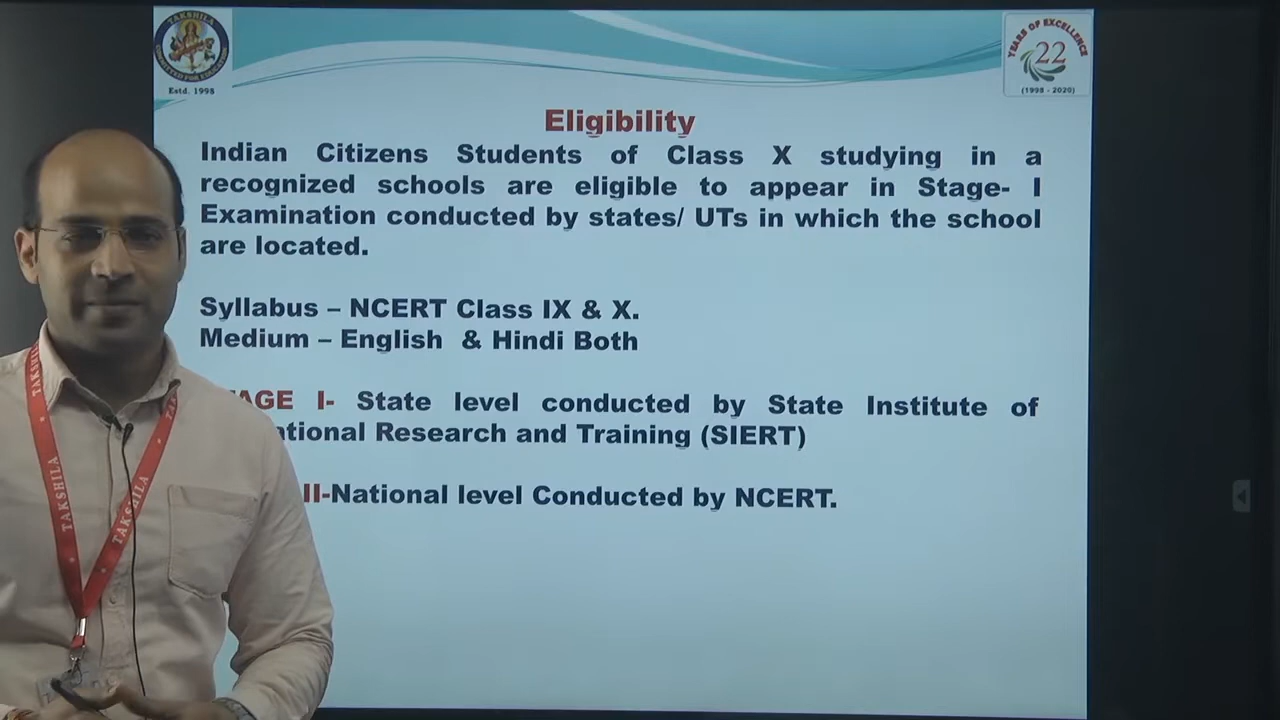 TAKSHILA
Estd. 1998
YEARS OF EXCELLENCE
22
(1998 - 2020)
Eligibility
Indian Citizens Students of Class X studying in a
recognized schools are eligible to appear in Stage- I
Examination conducted by states/ UTs in which the school
are located.
Syllabus – NCERT Class IX & X.
Medium – English & Hindi Both
AGE I- State level conducted by State Institute of
ational Research and Training (SIERT)
II-National level Conducted by NCERT.
TAKSHILA
TAKSHILA